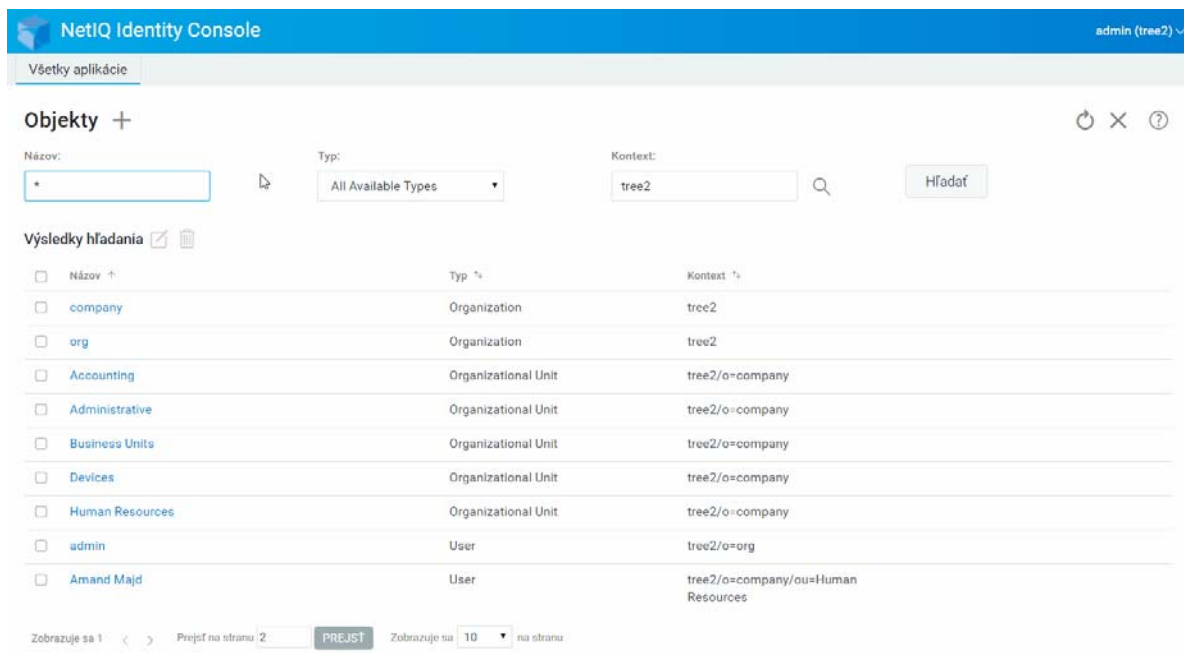 NetIQ Identity Console
admin (tree2)
Všetky aplikácie
Objekty
Názov: Typ: Kontext:
* All Available Types tree2 Hľadať
Výsledky hľadania
Názov Typ Kontext
company Organization tree2
org Organization tree2
Accounting Organizational Unit tree2/o=company
Administrative Organizational Unit tree2/o=company
Business Units Organizational Unit tree2/o=company
Devices Organizational Unit tree2/o=company
Human Resources Organizational Unit tree2/o=company
admin User tree2/o=org
Amand Majd User tree2/o=company/ou=Human
Resources
Zobrazuje sa 1 Prejsť na stranu 2 PREJSŤ Zobrazuje sa 10 na stranu